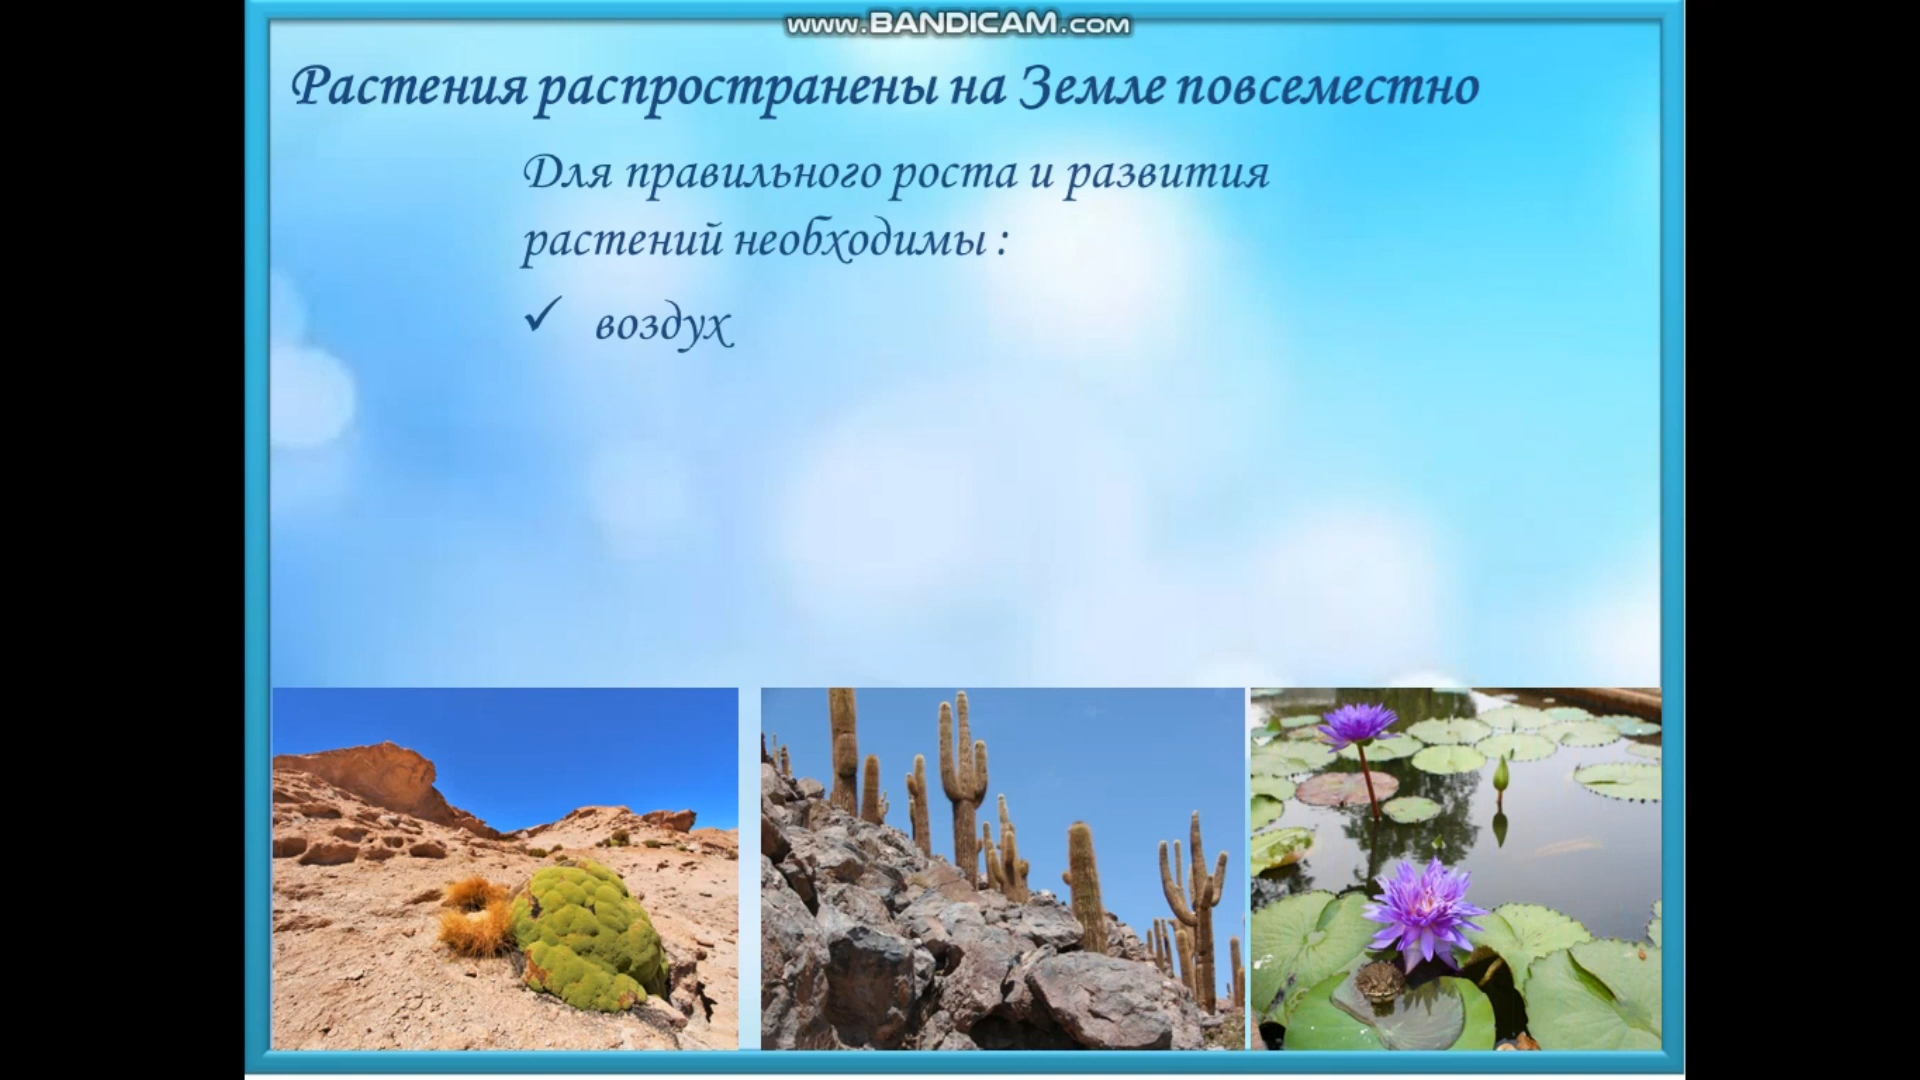 www.BANDICAM.com
Растения распространены на Земле повсеместно
Для правильного роста и развития
растений необходимы :
✓ воздух